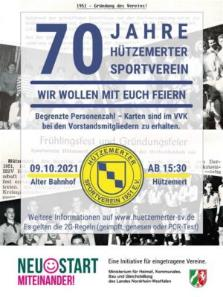 1951 - Gründung des Vereins!
70 JAHRE
HÜTZEMERTER
SPORTVEREIN
WIR WOLLEN MIT EUCH FEIERN
Begrenzte Personenzahl – Karten sind im VVK
bei den Vorstandsmitgliedern zu erhalten.
09.10.2021
Alter Bahnhof
HÜTZEMERTER
SPORTVEREIN 1951 E.V.
AB 15:30
Hützemert
Weitere Informationen auf www.huetzemerter-sv.de
Es gelten die 2G-Regeln (geimpft, genesen oder PCR-Test)
NEUSTART
MITEINANDER!
Eine Initiative für eingetragene Vereine.
Ministerium für Heimat, Kommunales,
Bau und Gleichstellung
des Landes Nordrhein-Westfalen